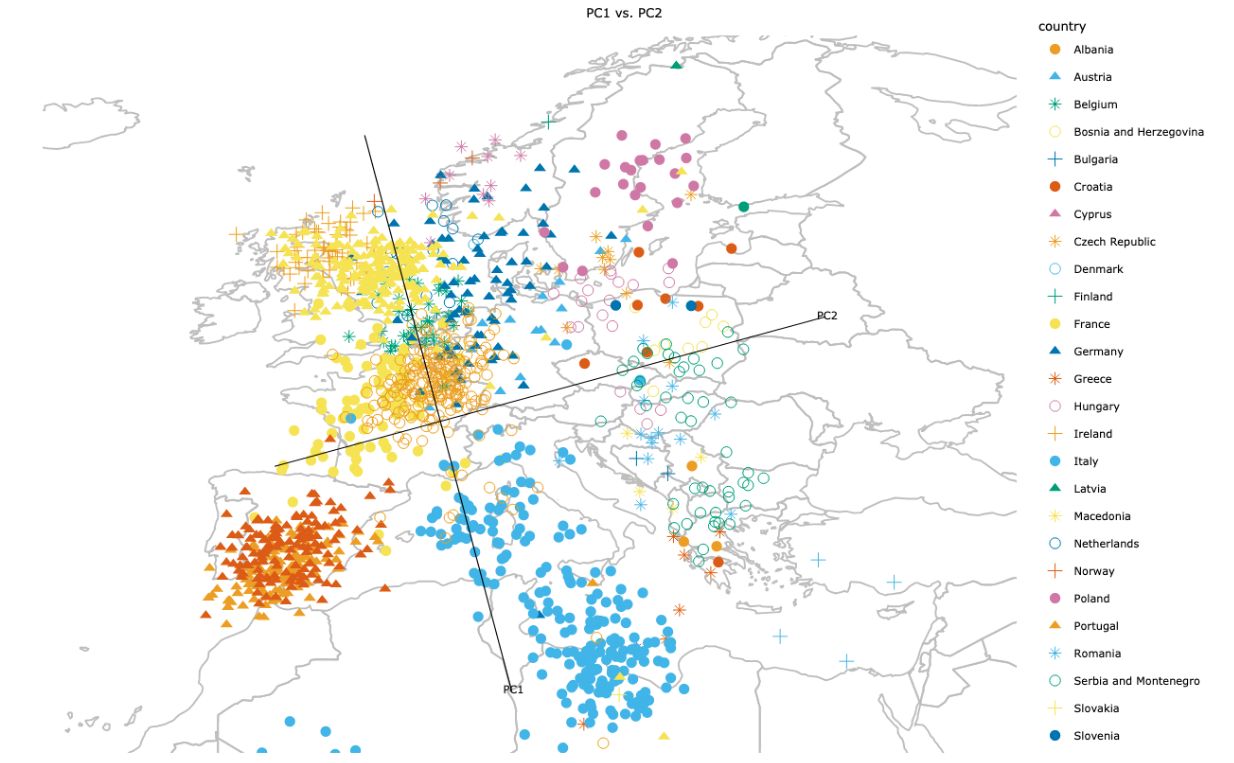 PC1 vs. PC2
country
Albania
Austria
Belgium
Bosnia and Herzegovina
Bulgaria
Croatia
Cyprus
Czech Republic
Denmark
Finland
France
Germany
Greece
Hungary
Ireland
Italy
Latvia
Macedonia
Netherlands
Norway
Poland
Portugal
Romania
Serbia and Montenegro
Slovakia
Slovenia
PC2
PC1